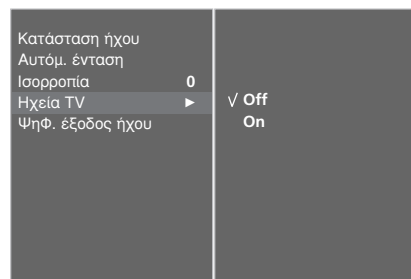 Κατάσταση ήχου
Αυτόμ. ένταση
Ισορροπία 0
Ηχεία TV ►
ΨηΦ. έξοδος ήχου
√ Off
On